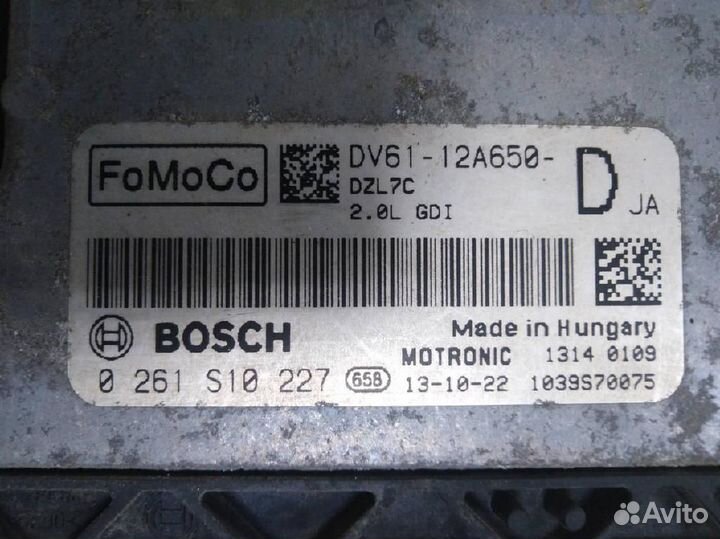 FoMoCo
DV61-12A650-
D JA
DZL7C
2.0L GDI
BOSCH
Made in Hungary
MOTRONIC 1314 0109
0 261 S10 227 658 13-10-22 1039S70075
Avito